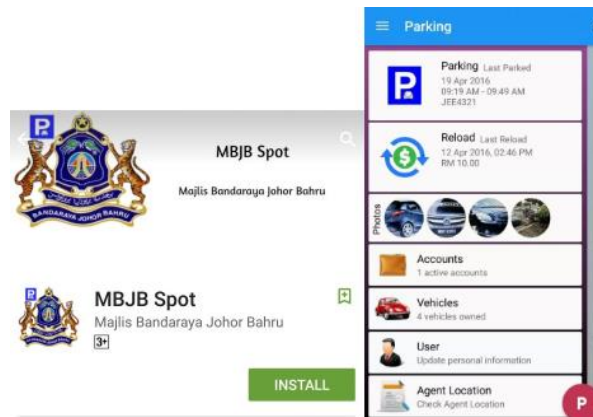 MBJB Spot
Majlis Bandaraya Johor Bahru
BANDARAYA JOHOR BAHRU
MBJB Spot
Majlis Bandaraya Johor Bahru
3+
INSTALL
Parking
Parking Last Parked
19 Apr 2016
09:19 AM - 09:49 AM
JEE4321
Reload Last Reload
12 Apr 2016, 02:46 PM
RM 10.00
Photos
Accounts
1 active accounts
Vehicles
4 vehicles owned
User
Update personal information
Agent Location
Check Agent Location
P